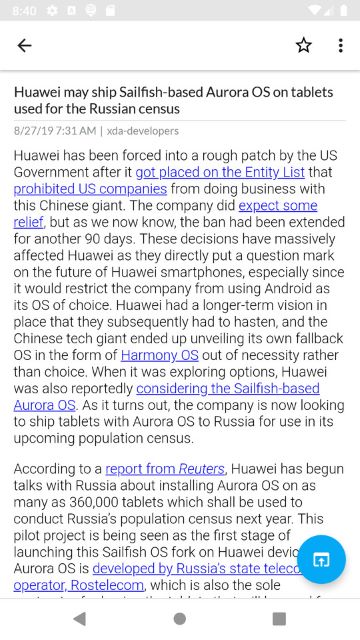 8:40
Huawei may ship Sailfish-based Aurora OS on tablets
used for the Russian census
8/27/19 7:31 AM | xda-developers
Huawei has been forced into a rough patch by the US
Government after it got placed on the Entity List that
prohibited US companies from doing business with
this Chinese giant. The company did expect some
relief, but as we now know, the ban had been extended
for another 90 days. These decisions have massively
affected Huawei as they directly put a question mark
on the future of Huawei smartphones, especially since
it would restrict the company from using Android as
its OS of choice. Huawei had a longer-term vision in
place that they subsequently had to hasten, and the
Chinese tech giant ended up unveiling its own fallback
OS in the form of Harmony OS out of necessity rather
than choice. When it was exploring options, Huawei
was also reportedly considering the Sailfish-based
Aurora OS. As it turns out, the company is now looking
to ship tablets with Aurora OS to Russia for use in its
upcoming population census.
According to a report from Reuters, Huawei has begun
talks with Russia about installing Aurora OS on as
many as 360,000 tablets which shall be used to
conduct Russia's population census next year. This
pilot project is being seen as the first stage of
launching this Sailfish OS fork on Huawei devic
Aurora OS is developed by Russia's state teleco
operator, Rostelecom, which is also the sole